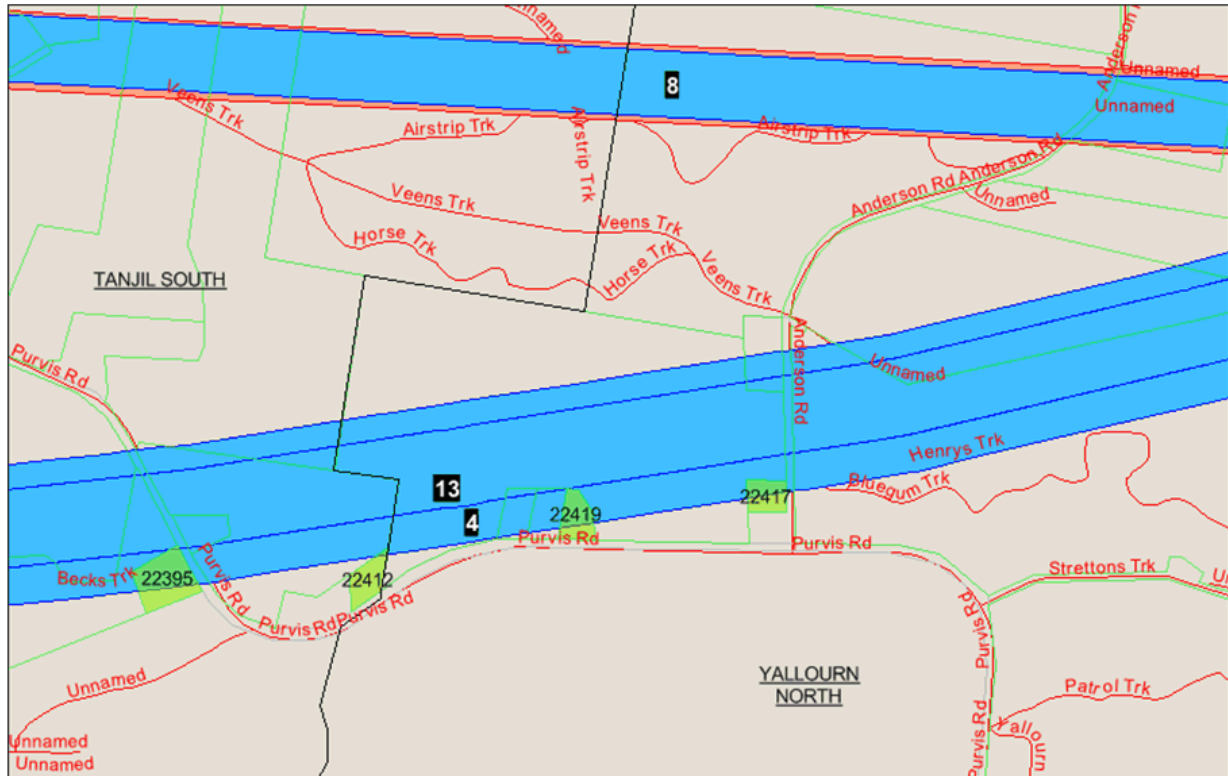 Unnamed
Anderson R
Unnamed
8
Unnamed
Veens Trk
Airstrip Trk
Airstrip Trk
Airstrip Trk
Anderson Rd
Anderson Rd
Unnamed
Veens Trk
Veens Trk
Horse Trk
Horse Trk
Veens Trk
TANJIL SOUTH
Anderson Rd
Purvis Rd
Unnamed
Henrys Trk
Bluegum Trk
13
22417
4
22419
Purvis Rd
Purvis Rd
Purvis Rd
Becks Trk
22395
22412
Strettons Trk
Purvis Rd
Purvis Rd
Purvis Rd
Purvis Rd
YALLOURN
NORTH
Unnamed
Patrol Trk
Yallourn
Purvis Rd
Unnamed
Unnamed